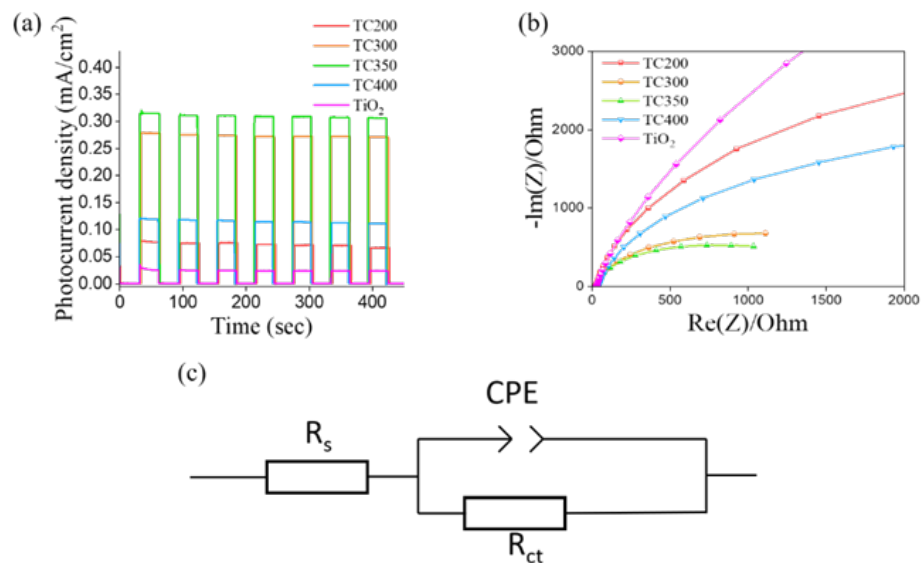 (a)
TC200
TC300
TC350
TC400
TiO₂
Photocurrent density (mA/cm²)
0.40
0.35
0.30
0.25
0.20
0.15
0.10
0.05
0.00
0 100 200 300 400
Time (sec)
(b)
3000
2000
1000
0
TC200
TC300
TC350
TC400
TiO₂
-Im(Z)/Ohm
0 500 1000 1500 2000
Re(Z)/Ohm
(c)
CPE
Rₛ
R_ct